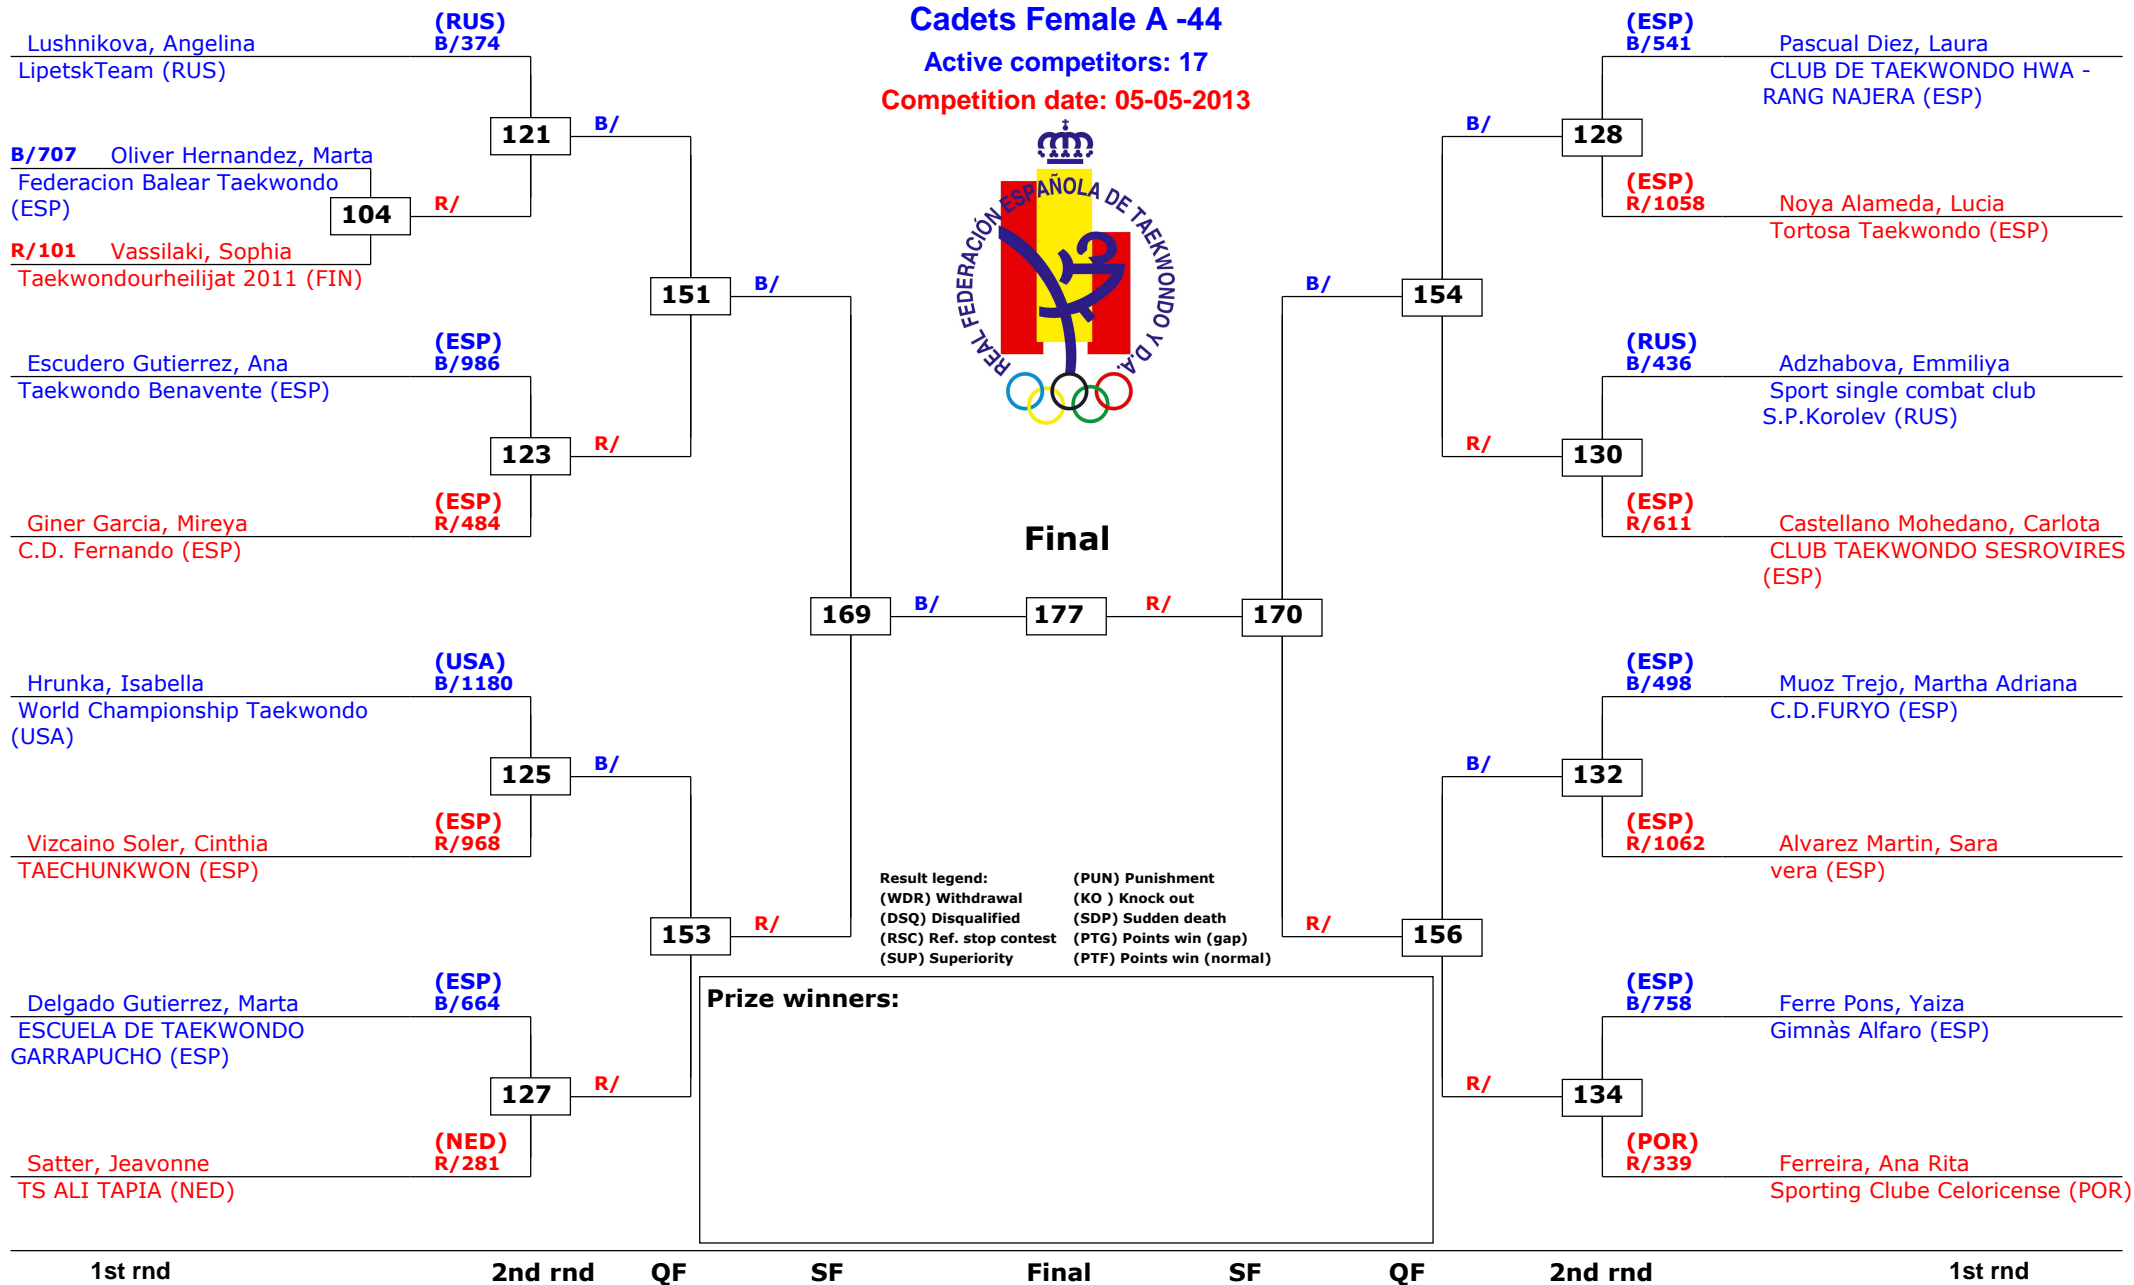 Cadets Female A -44
Active competitors: 17
Competition date: 05-05-2013
REAL FEDERACIÓN ESPAÑOLA DE TAEKWONDO Y D.A.
(RUS)
Lushnikova, Angelina B/374
LipetskTeam (RUS)
121
B/
B/707 Oliver Hernandez, Marta
Federacion Balear Taekwondo
(ESP)
104
R/
R/101 Vassilaki, Sophia
Taekwondourheilijat 2011 (FIN)
151
B/
(ESP)
Escudero Gutierrez, Ana B/986
Taekwondo Benavente (ESP)
123
R/
(ESP)
Giner Garcia, Mireya R/484
C.D. Fernando (ESP)
169
B/
(USA)
Hrunka, Isabella B/1180
World Championship Taekwondo
(USA)
125
B/
(ESP)
Vizcaino Soler, Cinthia R/968
TAECHUNKWON (ESP)
153
R/
(ESP)
Delgado Gutierrez, Marta B/664
ESCUELA DE TAEKWONDO
GARRAPUCHO (ESP)
127
R/
(NED)
Satter, Jeavonne R/281
TS ALI TAPIA (NED)
Final
177
R/
170
(ESP)
B/541 Pascual Diez, Laura
CLUB DE TAEKWONDO HWA -
RANG NAJERA (ESP)
B/
128
(ESP)
R/1058 Noya Alameda, Lucia
Tortosa Taekwondo (ESP)
B/
154
(RUS)
B/436 Adzhabova, Emmiliya
Sport single combat club
S.P.Korolev (RUS)
R/
130
(ESP)
R/611 Castellano Mohedano, Carlota
CLUB TAEKWONDO SESROVIRES
(ESP)
(ESP)
B/498 Muoz Trejo, Martha Adriana
C.D.FURYO (ESP)
B/
132
(ESP)
R/1062 Alvarez Martin, Sara
vera (ESP)
R/
156
(ESP)
B/758 Ferre Pons, Yaiza
Gimnàs Alfaro (ESP)
R/
134
(POR)
R/339 Ferreira, Ana Rita
Sporting Clube Celoricense (POR)
Result legend: (PUN) Punishment
(WDR) Withdrawal (KO ) Knock out
(DSQ) Disqualified (SDP) Sudden death
(RSC) Ref. stop contest (PTG) Points win (gap)
(SUP) Superiority (PTF) Points win (normal)
Prize winners:
1st rnd 2nd rnd QF SF Final SF QF 2nd rnd 1st rnd